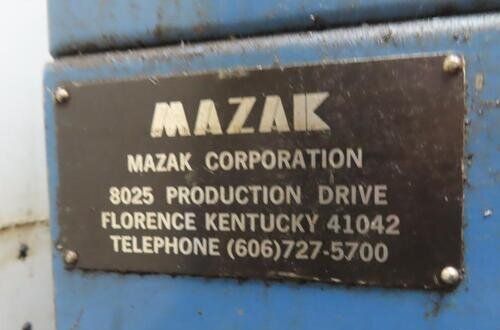 MAZAK
MAZAK CORPORATION
8025 PRODUCTION DRIVE
FLORENCE KENTUCKY 41042
TELEPHONE (606)727-5700